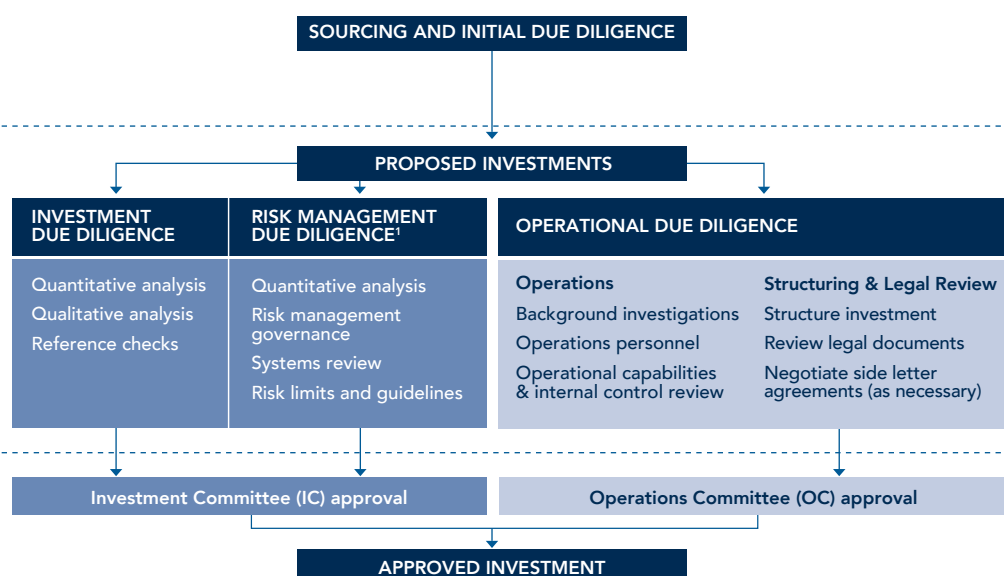 SOURCING AND INITIAL DUE DILIGENCE
PROPOSED INVESTMENTS
INVESTMENT
DUE DILIGENCE
Quantitative analysis
Qualitative analysis
Reference checks
RISK MANAGEMENT
DUE DILIGENCE¹
Quantitative analysis
Risk management
governance
Systems review
Risk limits and guidelines
OPERATIONAL DUE DILIGENCE
Operations
Background investigations
Operations personnel
Operational capabilities
& internal control review
Structuring & Legal Review
Structure investment
Review legal documents
Negotiate side letter
agreements (as necessary)
Investment Committee (IC) approval
Operations Committee (OC) approval
APPROVED INVESTMENT